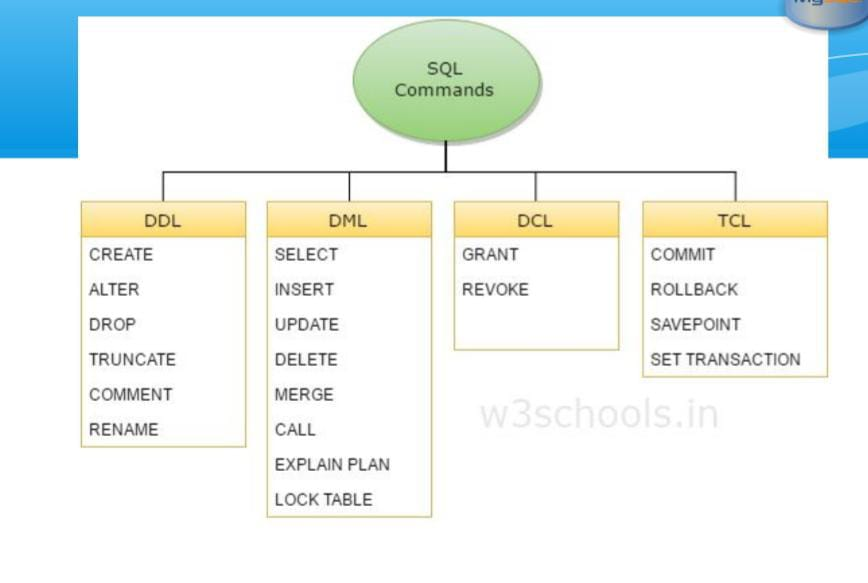 SQL
Commands
DDL
CREATE
ALTER
DROP
TRUNCATE
COMMENT
RENAME
DML
SELECT
INSERT
UPDATE
DELETE
MERGE
CALL
EXPLAIN PLAN
LOCK TABLE
DCL
GRANT
REVOKE
TCL
COMMIT
ROLLBACK
SAVEPOINT
SET TRANSACTION
w3schools.in